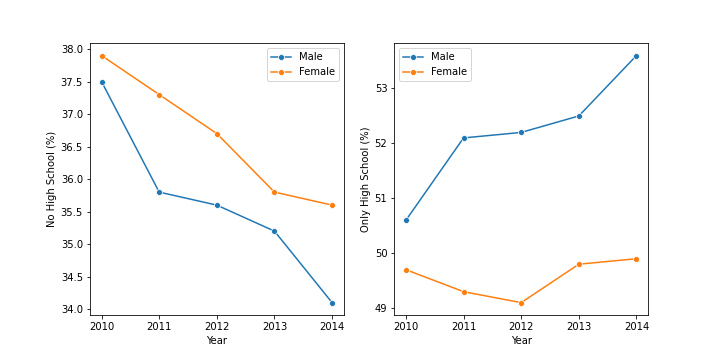 38.0
37.5
37.0
36.5
36.0
35.5
35.0
34.5
34.0
No High School (%)
2010 2011 2012 2013 2014
Year
Male
Female
53
52
51
50
49
Only High School (%)
2010 2011 2012 2013 2014
Year
Male
Female